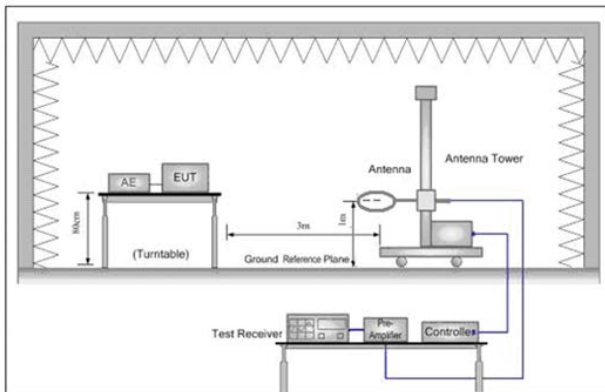 Antenna
Antenna Tower
AE
EUT
80cm
(Turntable)
3m
1m
Ground Reference Plane
Test Receiver
Pre-
Amplifier
Controller